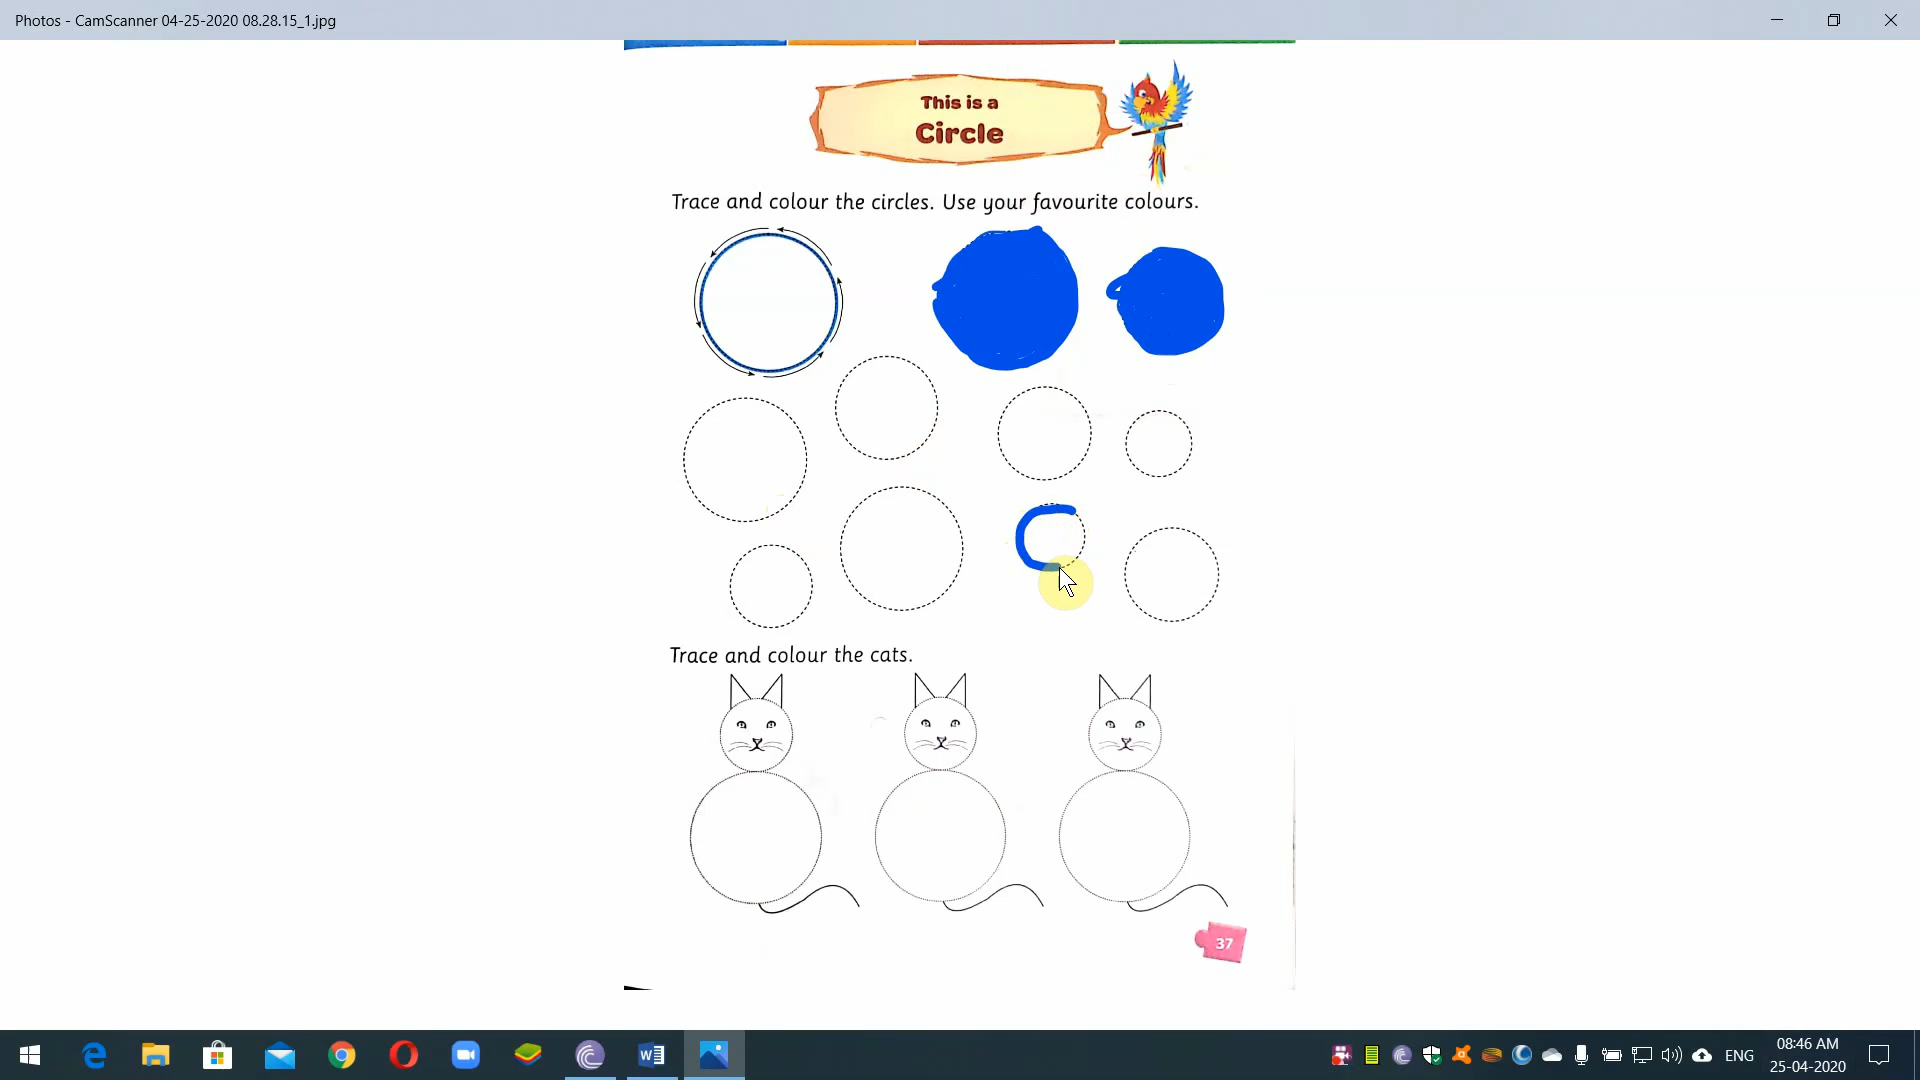 Photos - CamScanner 04-25-2020 08.28.15_1.jpg
This is a
Circle
Trace and colour the circles. Use your favourite colours.
Trace and colour the cats.
37
ENG
08:46 AM
25-04-2020